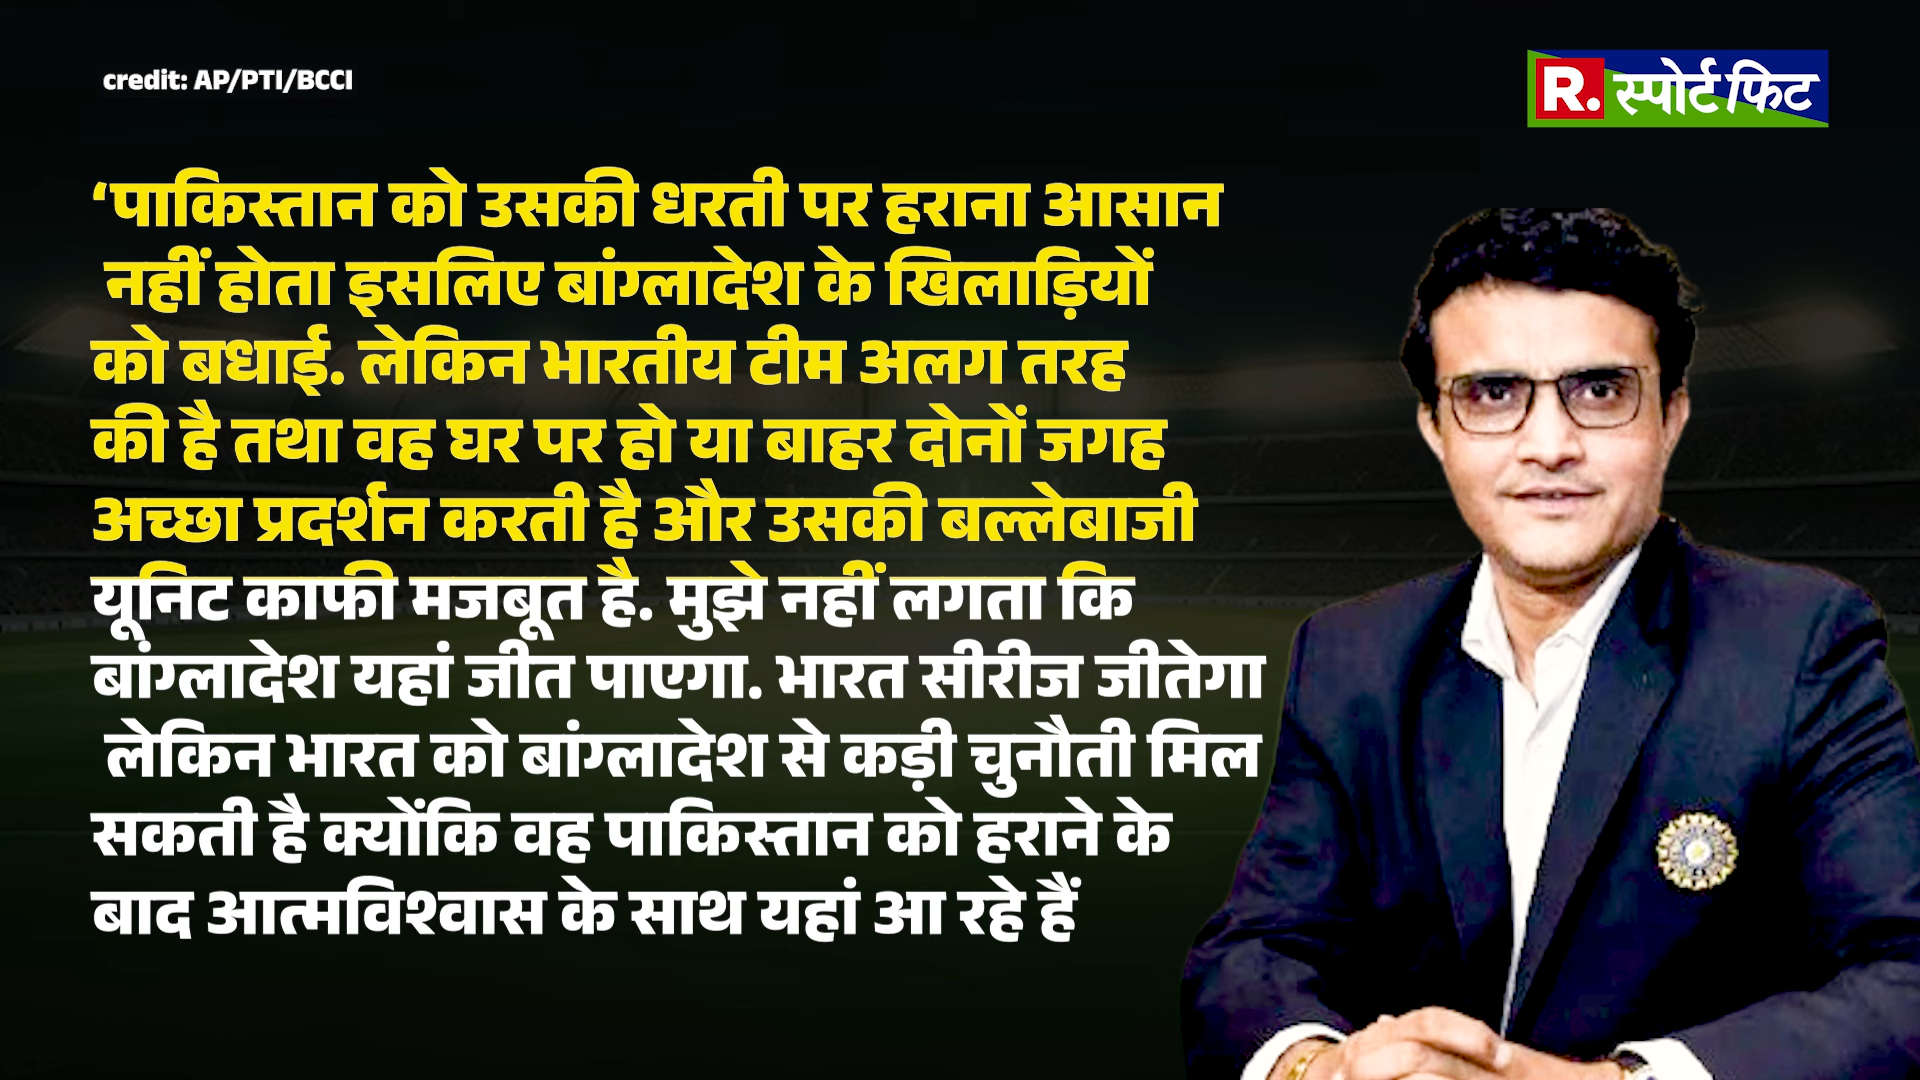 credit: AP/PTI/BCCI
R. स्पोर्ट फिट
‘पाकिस्तान को उसकी धरती पर हराना आसान
नहीं होता इसलिए बांग्लादेश के खिलाड़ियों
को बधाई. लेकिन भारतीय टीम अलग तरह
की है तथा वह घर पर हो या बाहर दोनों जगह
अच्छा प्रदर्शन करती है और उसकी बल्लेबाजी
यूनिट काफी मजबूत है. मुझे नहीं लगता कि
बांग्लादेश यहां जीत पाएगा. भारत सीरीज जीतेगा
लेकिन भारत को बांग्लादेश से कड़ी चुनौती मिल
सकती है क्योंकि वह पाकिस्तान को हराने के
बाद आत्मविश्वास के साथ यहां आ रहे हैं